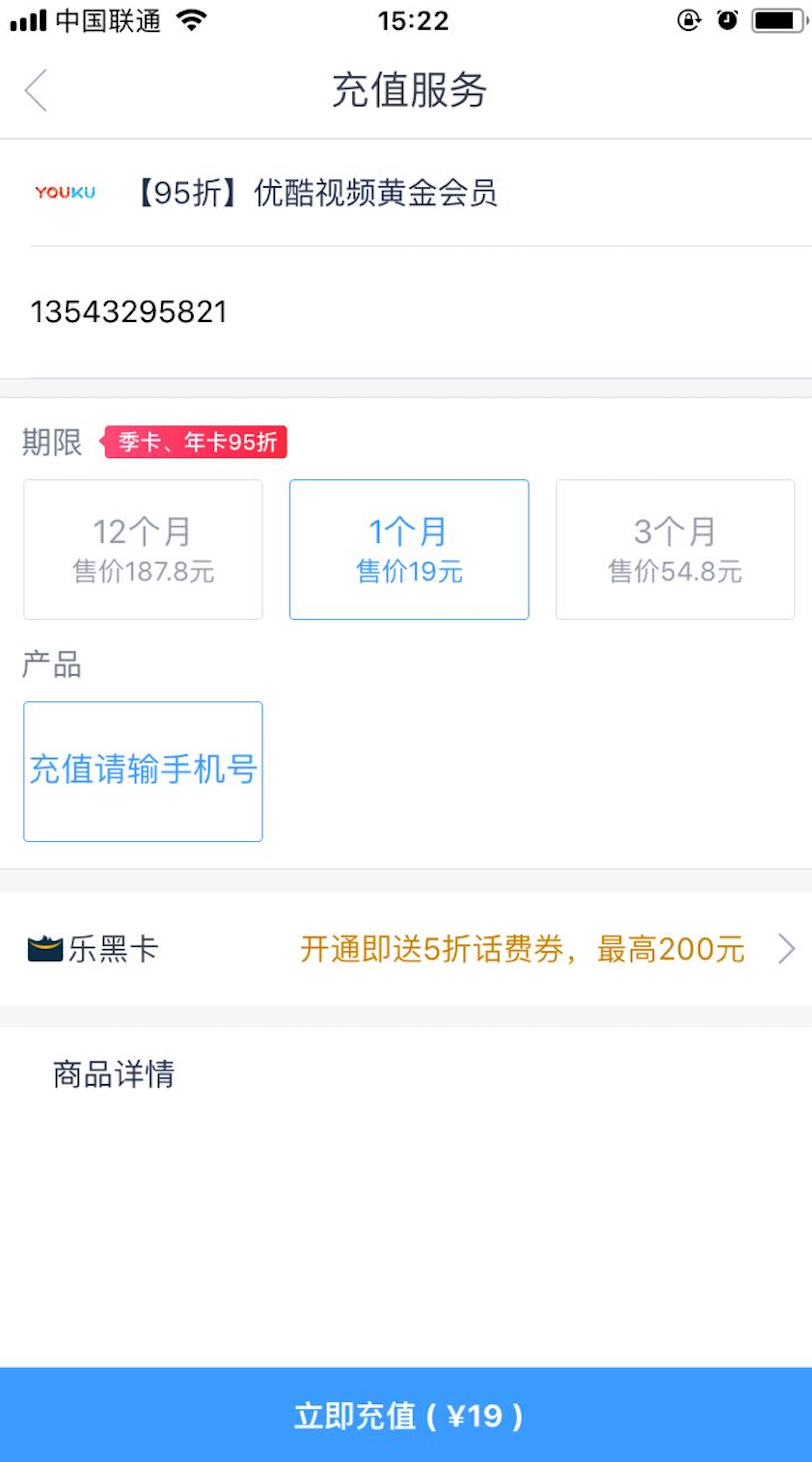 中国联通 15:22
充值服务
YOUKU 【95折】优酷视频黄金会员
13543295821
期限 季卡、年卡95折
12个月 1个月 3个月
售价187.8元 售价19元 售价54.8元
产品
充值请输手机号
乐黑卡 开通即送5折话费券，最高200元
商品详情
立即充值 ( ¥19 )